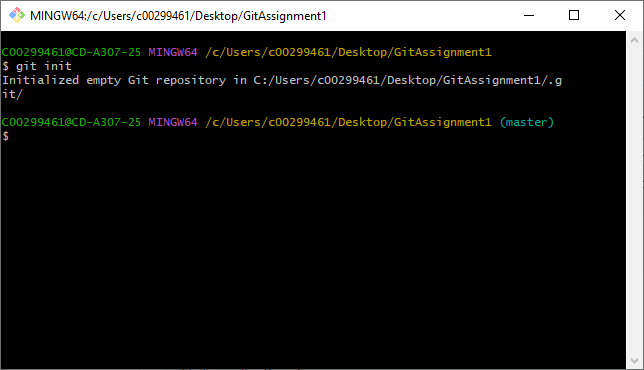 MINGW64:/c/Users/c00299461/Desktop/GitAssignment1
C00299461@CD-A307-25 MINGW64 /c/Users/c00299461/Desktop/GitAssignment1
$ git init
Initialized empty Git repository in C:/Users/c00299461/Desktop/GitAssignment1/.g
it/
C00299461@CD-A307-25 MINGW64 /c/Users/c00299461/Desktop/GitAssignment1 (master)
$